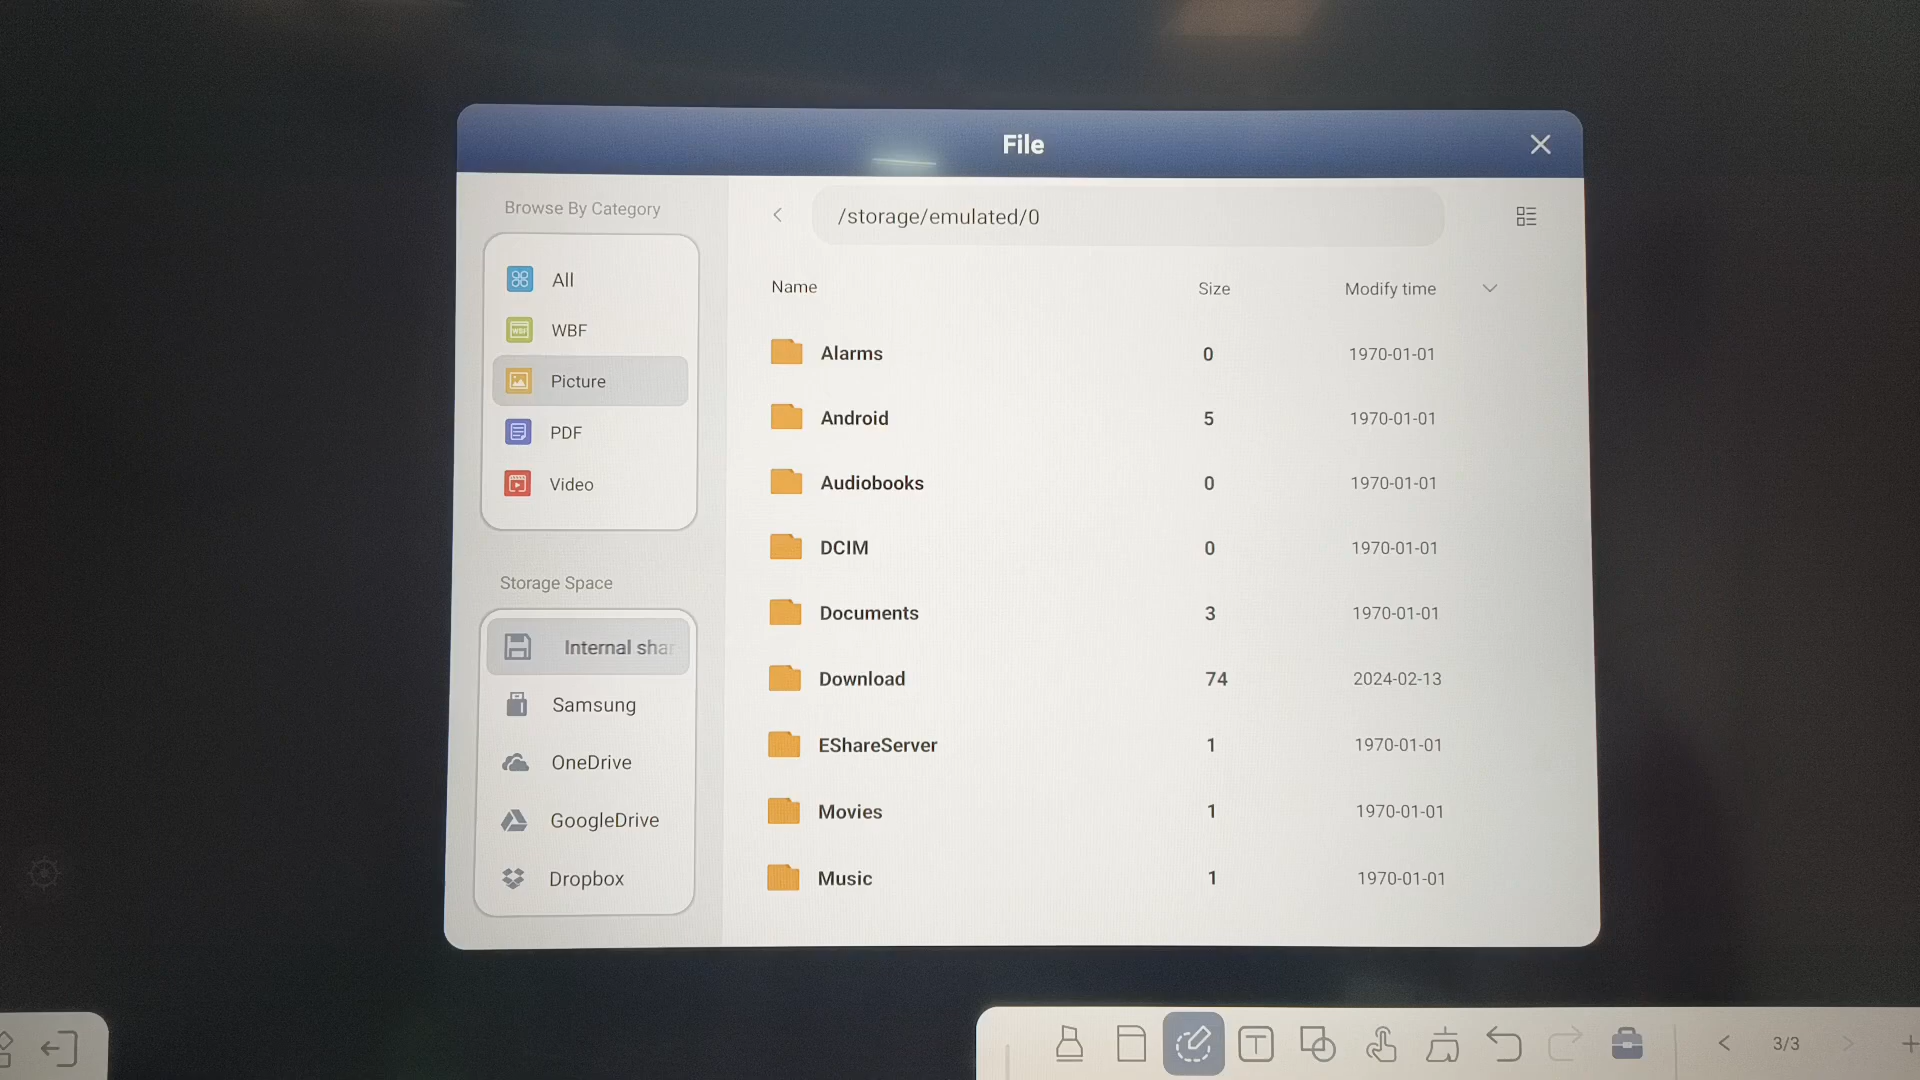 File
Browse By Category
All
WBF
Picture
PDF
Video
Storage Space
Internal shar
Samsung
OneDrive
GoogleDrive
Dropbox
/storage/emulated/0
Name Size Modify time
Alarms 0 1970-01-01
Android 5 1970-01-01
Audiobooks 0 1970-01-01
DCIM 0 1970-01-01
Documents 3 1970-01-01
Download 74 2024-02-13
EShareServer 1 1970-01-01
Movies 1 1970-01-01
Music 1 1970-01-01
3/3